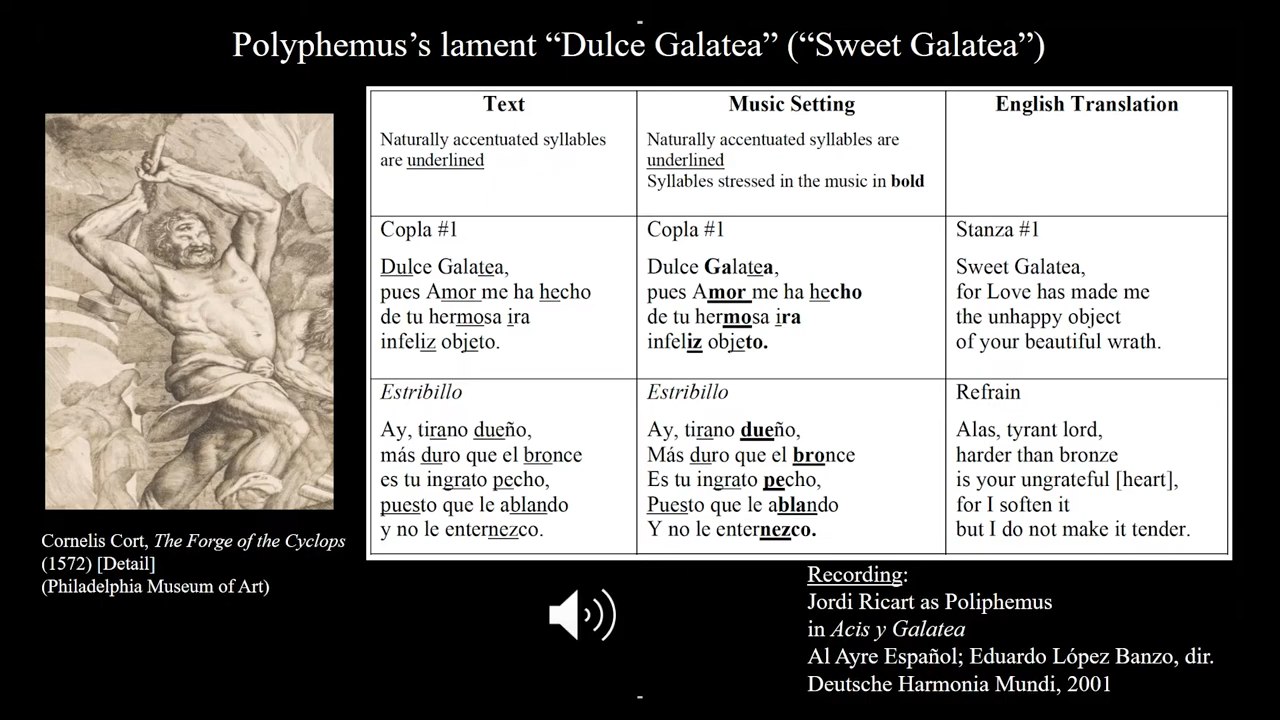 Polyphemus’s lament “Dulce Galatea” (“Sweet Galatea”)
Text
Naturally accentuated syllables
are underlined
Music Setting
Naturally accentuated syllables are
underlined
Syllables stressed in the music in bold
English Translation
Copla #1
Dulce Galatea,
pues Amor me ha hecho
de tu hermosa ira
infeliz objeto.
Copla #1
Dulce Galatea,
pues Amor me ha hecho
de tu hermosa ira
infeliz objeto.
Stanza #1
Sweet Galatea,
for Love has made me
the unhappy object
of your beautiful wrath.
Estribillo
Ay, tirano dueño,
más duro que el bronce
es tu ingrato pecho,
puesto que le ablando
y no le enternezco.
Estribillo
Ay, tirano dueño,
Más duro que el bronce
Es tu ingrato pecho,
Puesto que le ablando
Y no le enternezco.
Refrain
Alas, tyrant lord,
harder than bronze
is your ungrateful [heart],
for I soften it
but I do not make it tender.
Cornelis Cort, The Forge of the Cyclops
(1572) [Detail]
(Philadelphia Museum of Art)
Recording:
Jordi Ricart as Poliphemus
in Acis y Galatea
Al Ayre Español; Eduardo López Banzo, dir.
Deutsche Harmonia Mundi, 2001